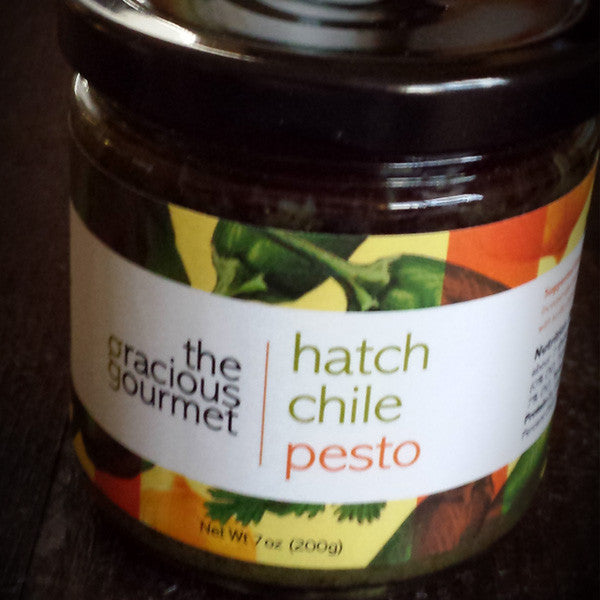 the
gracious
gourmet
hatch
chile
pesto
Net Wt 7oz (200g)